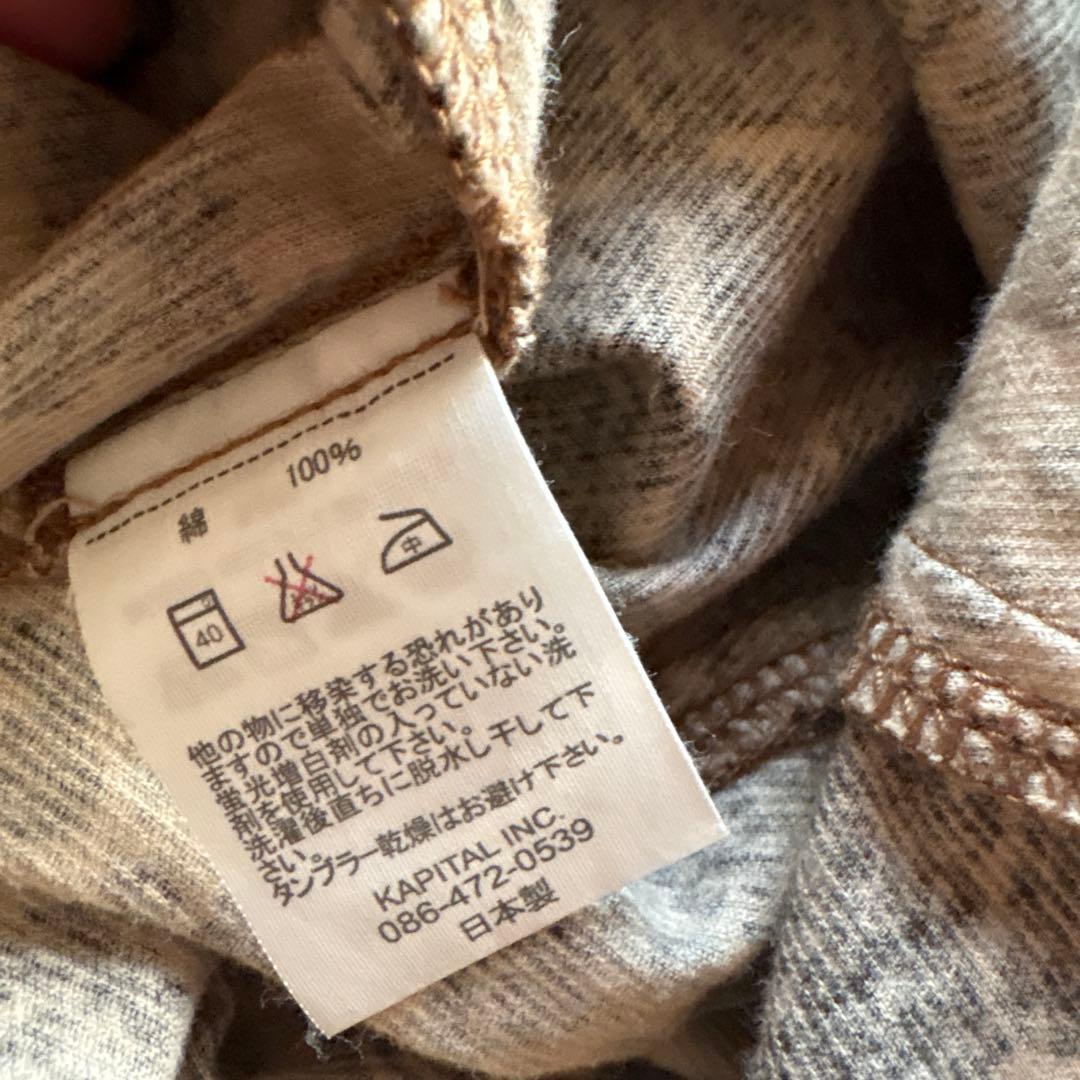 綿 100%
40 中
他の物に移染する恐れがあり
ますので単独でお洗い下さい。
蛍光増白剤の入っていない洗
剤を使用して下さい。
洗濯後直ちに脱水し干して下
さい。
タンブラー乾燥はお避け下さい。
KAPITAL INC.
086-472-0539
日本製